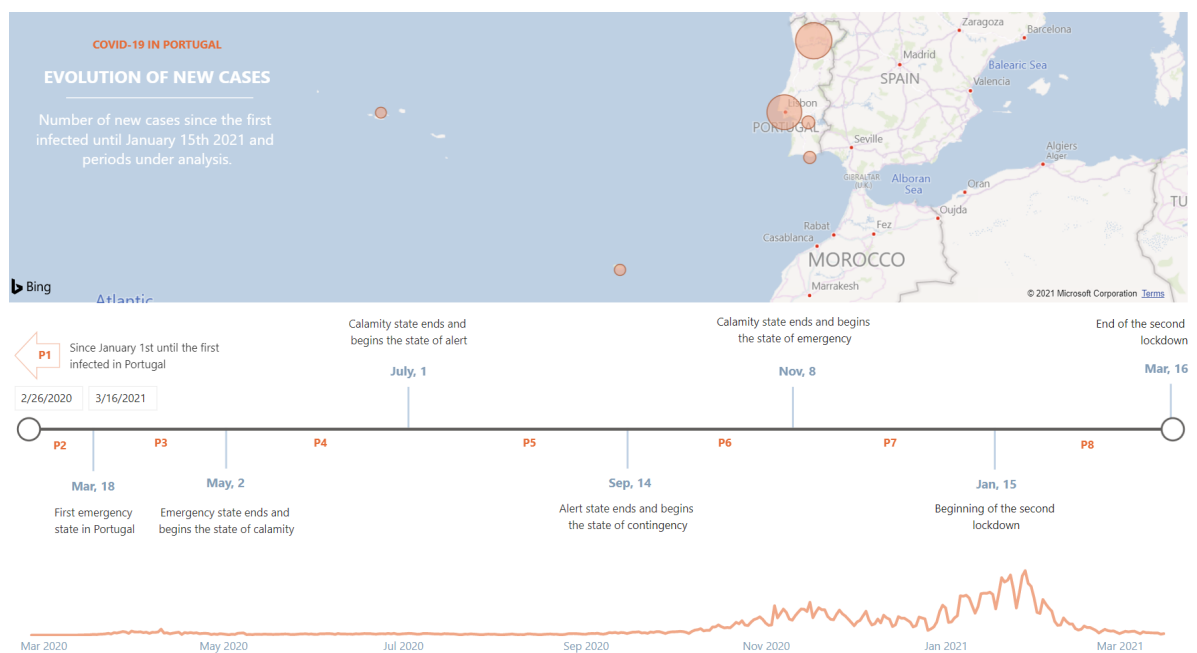 COVID-19 IN PORTUGAL
EVOLUTION OF NEW CASES
Number of new cases since the first
infected until January 15th 2021 and
periods under analysis.
Zaragoza
Barcelona
Madrid
SPAIN
Balearic Sea
Valencia
Lisbon
PORTUGAL
Seville
Algiers
Alger
GIBRALTAR
(U.K.)
Alboran
Sea
Oran
Oujda
TU
Rabat
Fez
Casablanca
MOROCCO
Marrakesh
Bing
Atlantic
© 2021 Microsoft Corporation Terms
P1
Since January 1st until the first
infected in Portugal
2/26/2020
3/16/2021
Calamity state ends and
begins the state of alert
July, 1
Calamity state ends and begins
the state of emergency
Nov, 8
End of the second
lockdown
Mar, 16
P2
P3
P4
P5
P6
P7
P8
Mar, 18
First emergency
state in Portugal
May, 2
Emergency state ends and
begins the state of calamity
Sep, 14
Alert state ends and begins
the state of contingency
Jan, 15
Beginning of the second
lockdown
Mar 2020
May 2020
Jul 2020
Sep 2020
Nov 2020
Jan 2021
Mar 2021